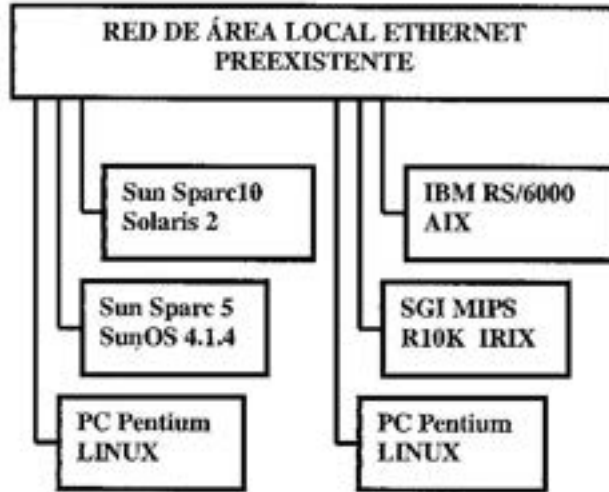 RED DE ÁREA LOCAL ETHERNET
PREEXISTENTE
Sun Sparc10
Solaris 2
IBM RS/6000
AIX
Sun Sparc 5
SunOS 4.1.4
SGI MIPS
R10K IRIX
PC Pentium
LINUX
PC Pentium
LINUX